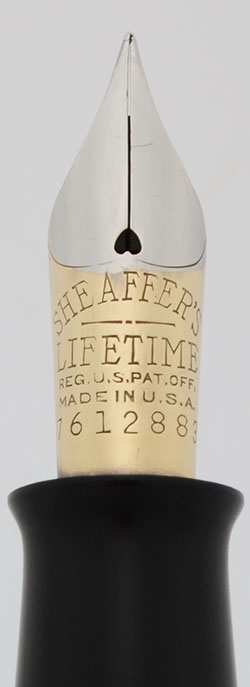 SHEAFFER'S
LIFETIME
REG. U.S. PAT. OFF.
MADE IN U.S.A.
7612883